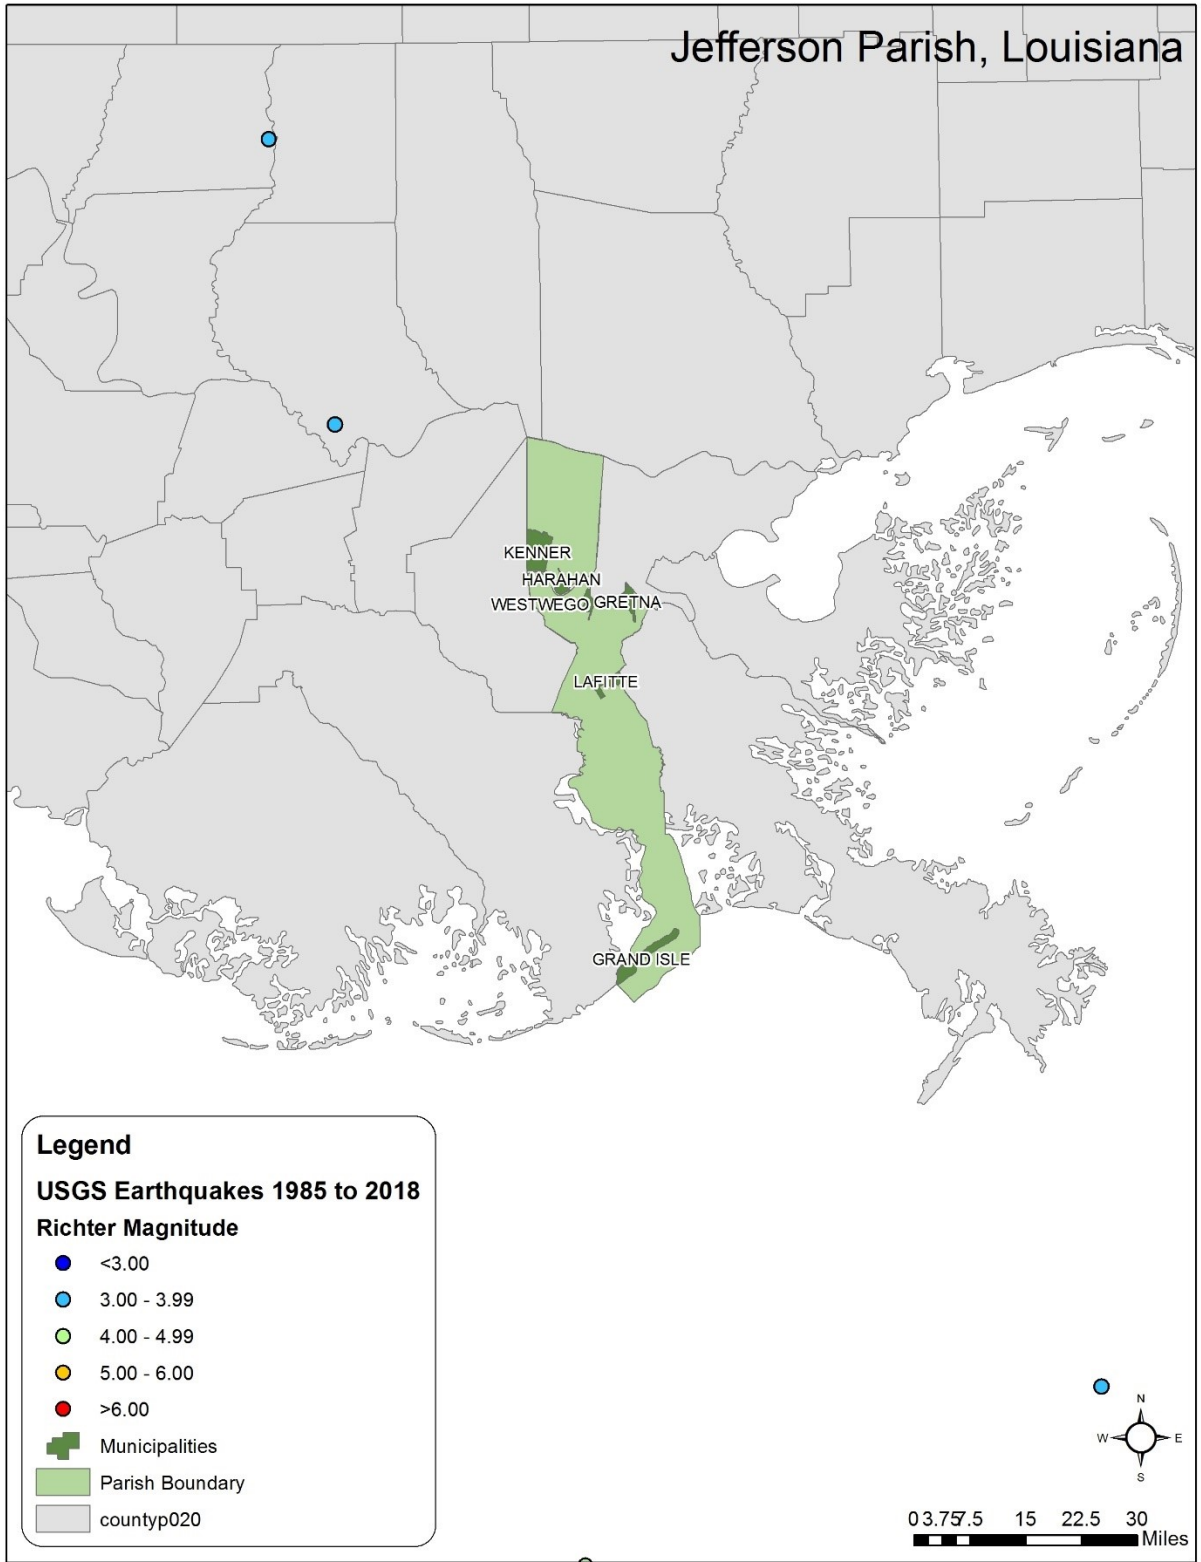 Jefferson Parish, Louisiana
KENNER
HARAHAN
WESTWEGO GRETNA
LAFITTE
GRAND ISLE
Legend
USGS Earthquakes 1985 to 2018
Richter Magnitude
<3.00
3.00 - 3.99
4.00 - 4.99
5.00 - 6.00
>6.00
Municipalities
Parish Boundary
countyp020
N
W E
S
0 3.75 7.5 15 22.5 30
Miles